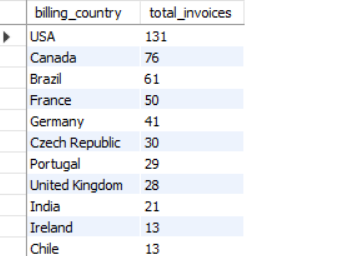 billing_country total_invoices
USA 131
Canada 76
Brazil 61
France 50
Germany 41
Czech Republic 30
Portugal 29
United Kingdom 28
India 21
Ireland 13
Chile 13